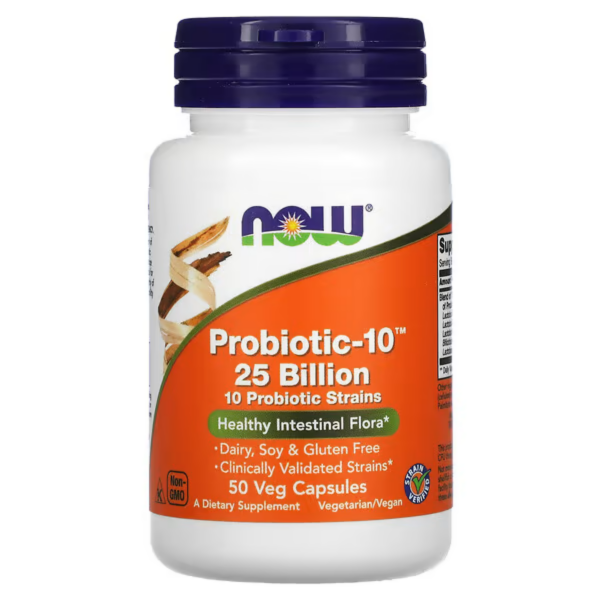 NOW®
Probiotic-10™
25 Billion
10 Probiotic Strains
Healthy Intestinal Flora*
• Dairy, Soy & Gluten Free
• Clinically Validated Strains*
50 Veg Capsules
A Dietary Supplement Vegetarian/Vegan
Non-
GMO
K
STRAIN
VERIFIED